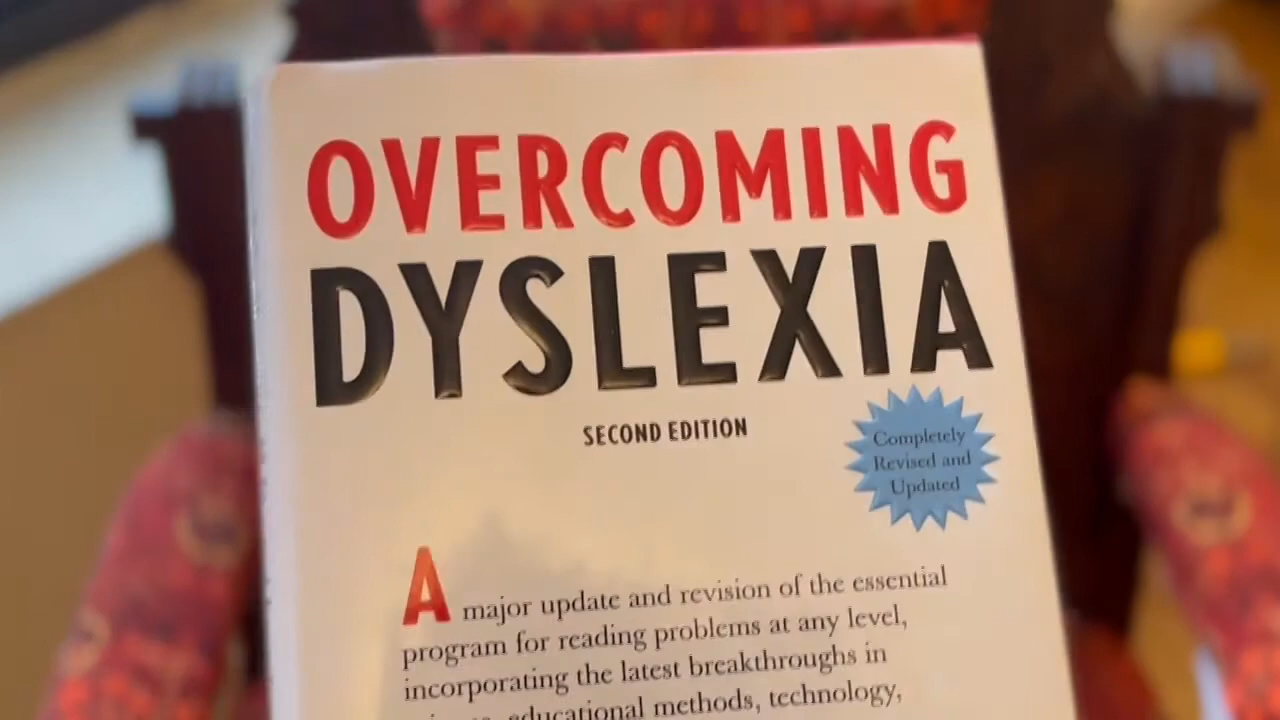 OVERCOMING
DYSLEXIA
SECOND EDITION
Completely
Revised and
Updated
A major update and revision of the essential
program for reading problems at any level,
incorporating the latest breakthroughs in
educational methods, technology,